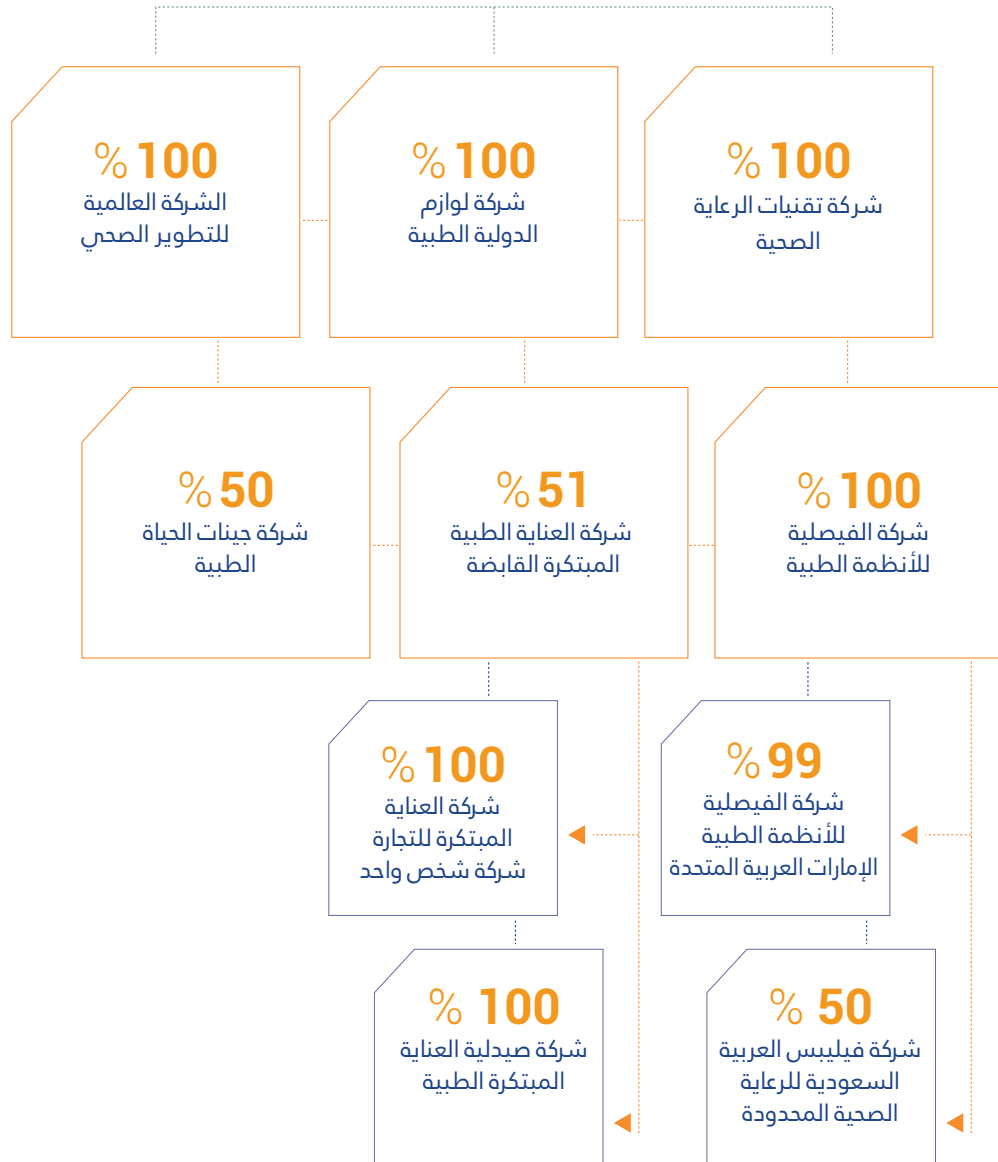 % 100
شركة تقنيات الرعاية
الصحية
% 100
شركة لوازم
الدولية الطبية
% 100
الشركة العالمية
للتطوير الصحي
% 100
شركة الفيصلية
للأنظمة الطبية
% 51
شركة العناية الطبية
المبتكرة القابضة
% 50
شركة جينات الحياة
الطبية
% 99
شركة الفيصلية
للأنظمة الطبية
الإمارات العربية المتحدة
% 100
شركة العناية
المبتكرة للتجارة
شركة شخص واحد
% 50
شركة فيليبس العربية
السعودية للرعاية
الصحية المحدودة
% 100
شركة صيدلية العناية
المبتكرة الطبية